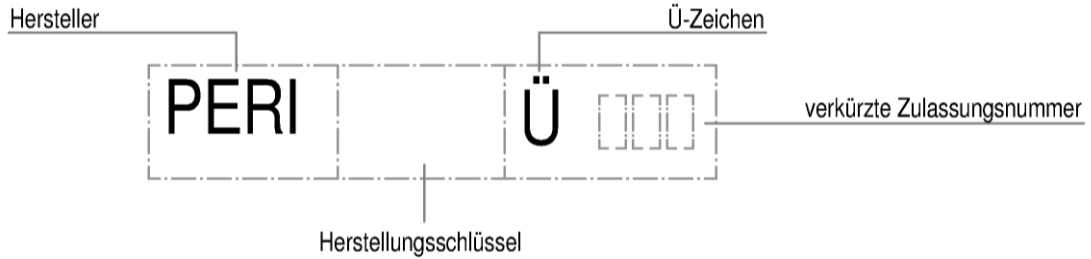 Hersteller
Ü-Zeichen
PERI
Ü
verkürzte Zulassungsnummer
Herstellungsschlüssel